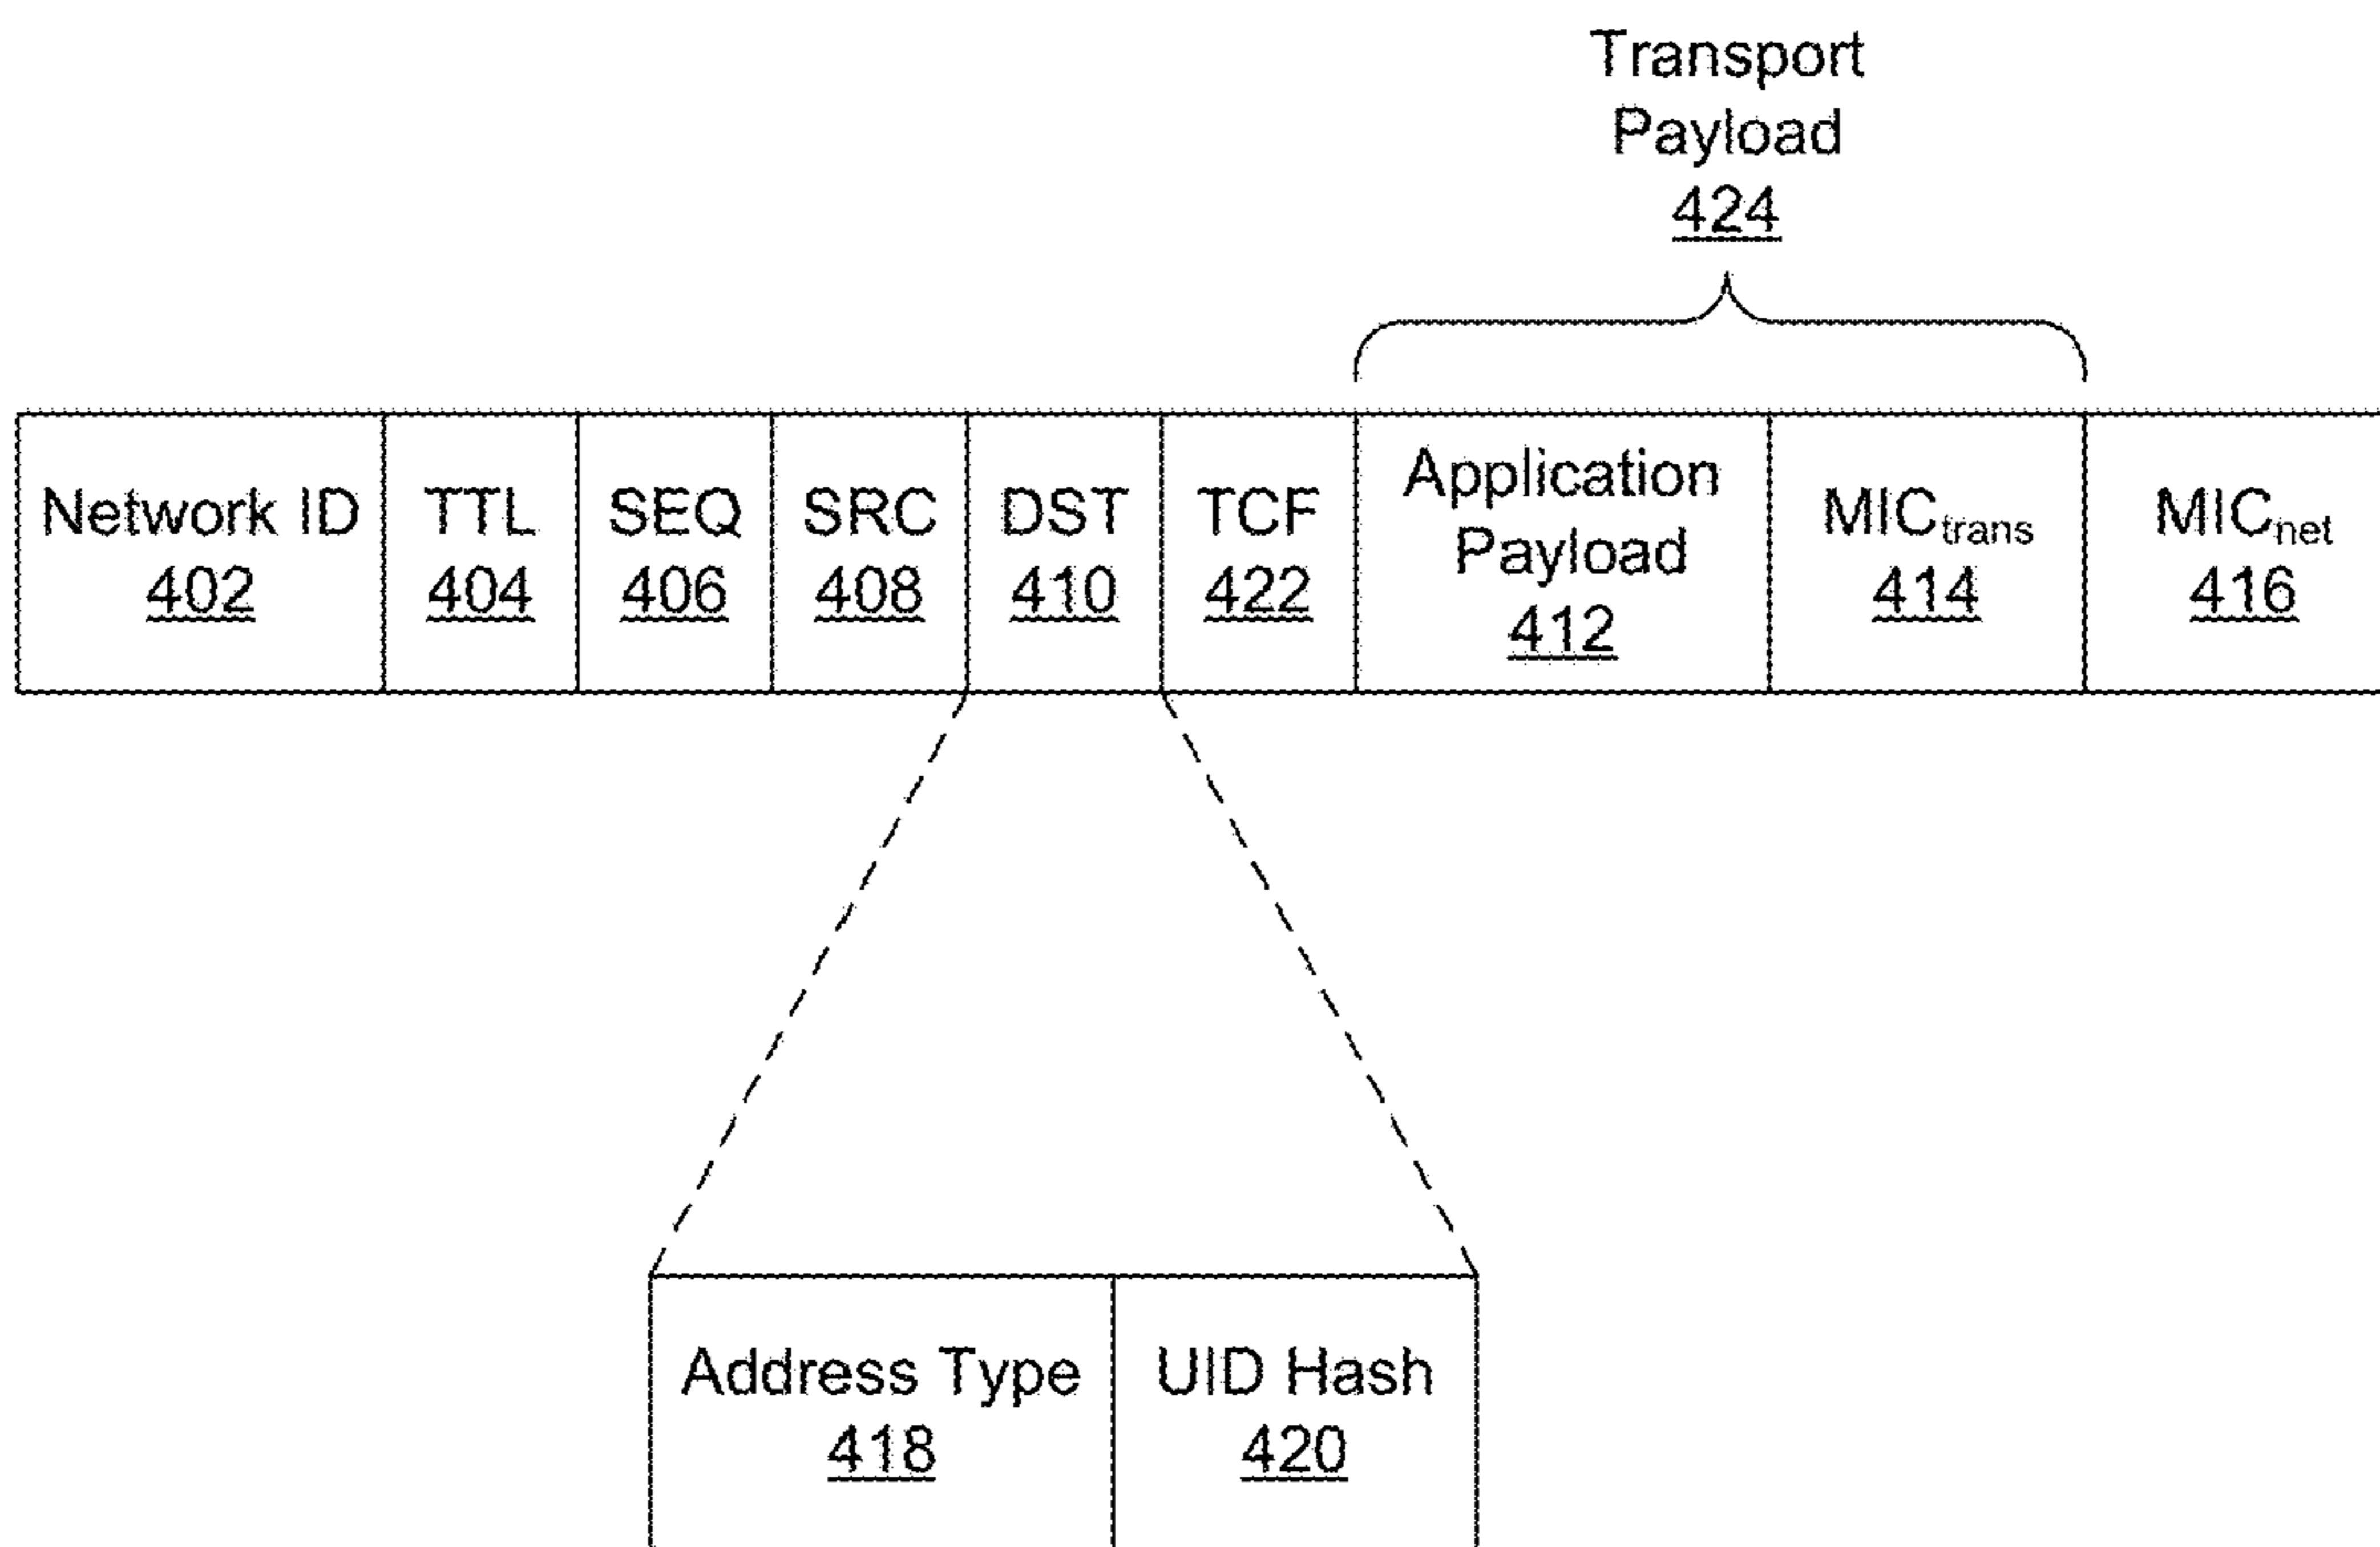 Transport
Payload
424
Network ID
402
TTL
404
SEQ
406
SRC
408
DST
410
TCF
422
Application
Payload
412
MICtrans
414
MICnet
416
Address Type
418
UID Hash
420